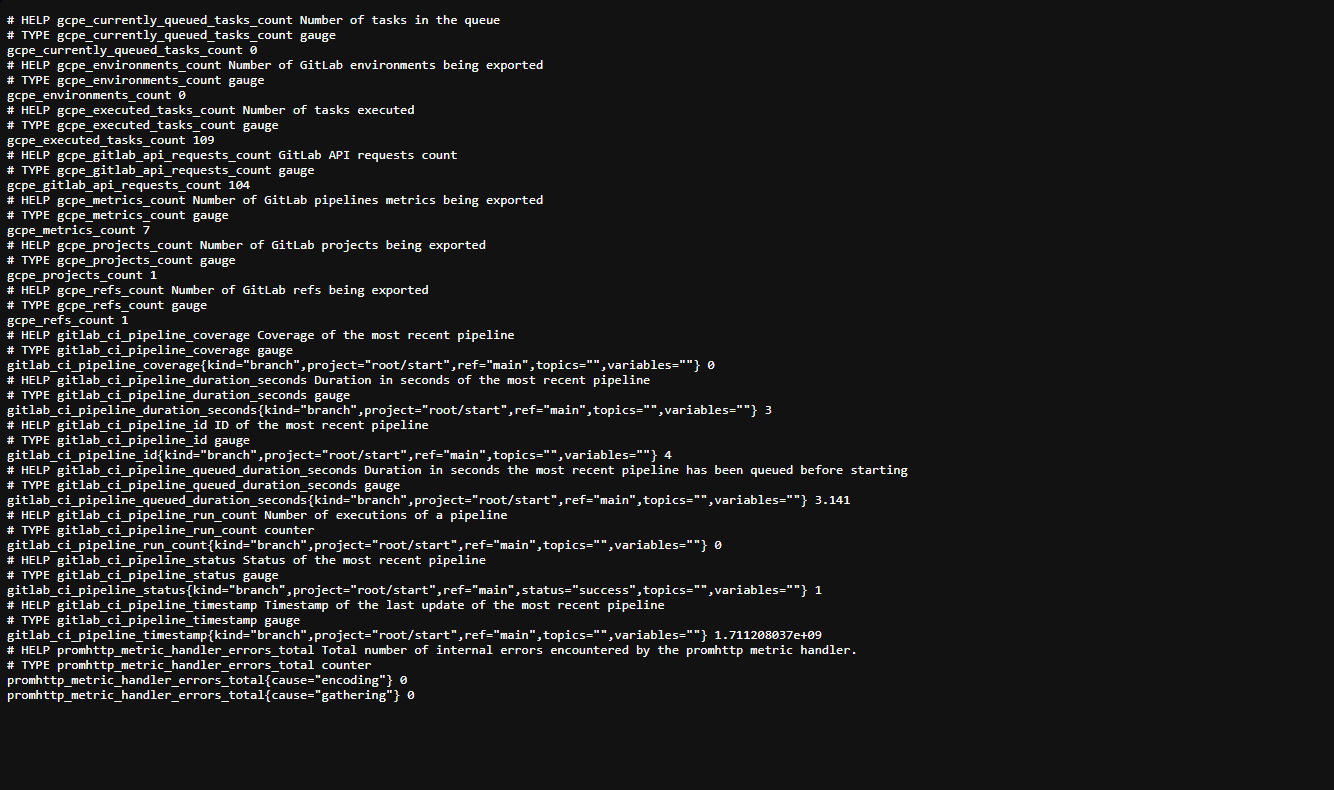 # HELP gcpe_currently_queued_tasks_count Number of tasks in the queue
# TYPE gcpe_currently_queued_tasks_count gauge
gcpe_currently_queued_tasks_count 0
# HELP gcpe_environments_count Number of GitLab environments being exported
# TYPE gcpe_environments_count gauge
gcpe_environments_count 0
# HELP gcpe_executed_tasks_count Number of tasks executed
# TYPE gcpe_executed_tasks_count gauge
gcpe_executed_tasks_count 109
# HELP gcpe_gitlab_api_requests_count GitLab API requests count
# TYPE gcpe_gitlab_api_requests_count gauge
gcpe_gitlab_api_requests_count 104
# HELP gcpe_metrics_count Number of GitLab pipelines metrics being exported
# TYPE gcpe_metrics_count gauge
gcpe_metrics_count 7
# HELP gcpe_projects_count Number of GitLab projects being exported
# TYPE gcpe_projects_count gauge
gcpe_projects_count 1
# HELP gcpe_refs_count Number of GitLab refs being exported
# TYPE gcpe_refs_count gauge
gcpe_refs_count 1
# HELP gitlab_ci_pipeline_coverage Coverage of the most recent pipeline
# TYPE gitlab_ci_pipeline_coverage gauge
gitlab_ci_pipeline_coverage{kind="branch",project="root/start",ref="main",topics="",variables=""} 0
# HELP gitlab_ci_pipeline_duration_seconds Duration in seconds of the most recent pipeline
# TYPE gitlab_ci_pipeline_duration_seconds gauge
gitlab_ci_pipeline_duration_seconds{kind="branch",project="root/start",ref="main",topics="",variables=""} 3
# HELP gitlab_ci_pipeline_id ID of the most recent pipeline
# TYPE gitlab_ci_pipeline_id gauge
gitlab_ci_pipeline_id{kind="branch",project="root/start",ref="main",topics="",variables=""} 4
# HELP gitlab_ci_pipeline_queued_duration_seconds Duration in seconds the most recent pipeline has been queued before starting
# TYPE gitlab_ci_pipeline_queued_duration_seconds gauge
gitlab_ci_pipeline_queued_duration_seconds{kind="branch",project="root/start",ref="main",topics="",variables=""} 3.141
# HELP gitlab_ci_pipeline_run_count Number of executions of a pipeline
# TYPE gitlab_ci_pipeline_run_count counter
gitlab_ci_pipeline_run_count{kind="branch",project="root/start",ref="main",topics="",variables=""} 0
# HELP gitlab_ci_pipeline_status Status of the most recent pipeline
# TYPE gitlab_ci_pipeline_status gauge
gitlab_ci_pipeline_status{kind="branch",project="root/start",ref="main",status="success",topics="",variables=""} 1
# HELP gitlab_ci_pipeline_timestamp Timestamp of the last update of the most recent pipeline
# TYPE gitlab_ci_pipeline_timestamp gauge
gitlab_ci_pipeline_timestamp{kind="branch",project="root/start",ref="main",topics="",variables=""} 1.711208037e+09
# HELP promhttp_metric_handler_errors_total Total number of internal errors encountered by the promhttp metric handler.
# TYPE promhttp_metric_handler_errors_total counter
promhttp_metric_handler_errors_total{cause="encoding"} 0
promhttp_metric_handler_errors_total{cause="gathering"} 0